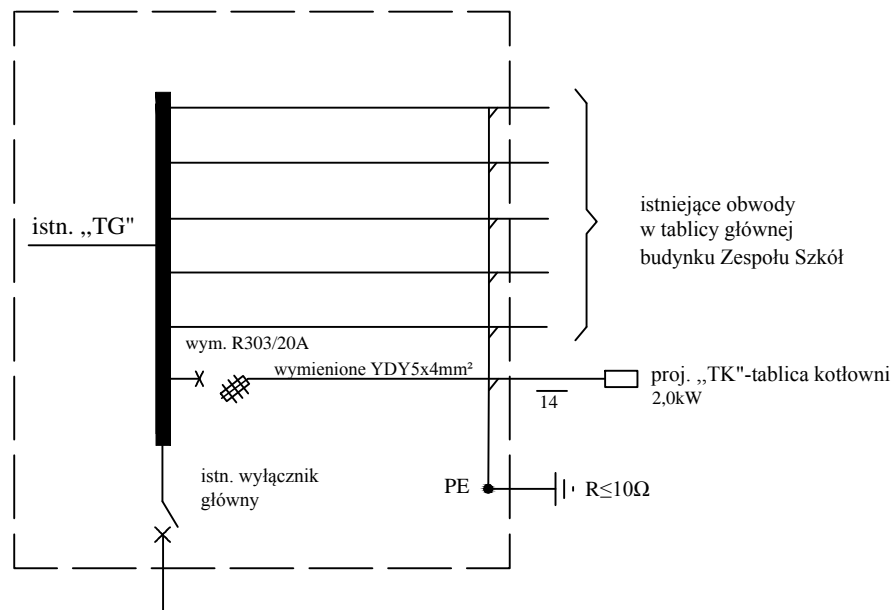 istn. ,,TG"
istniejące obwody
w tablicy głównej
budynku Zespołu Szkół
wym. R303/20A
wymienione YDY5x4mm²
14
proj. ,,TK"-tablica kotłowni
2,0kW
istn. wyłącznik
główny
PE
R≤10Ω